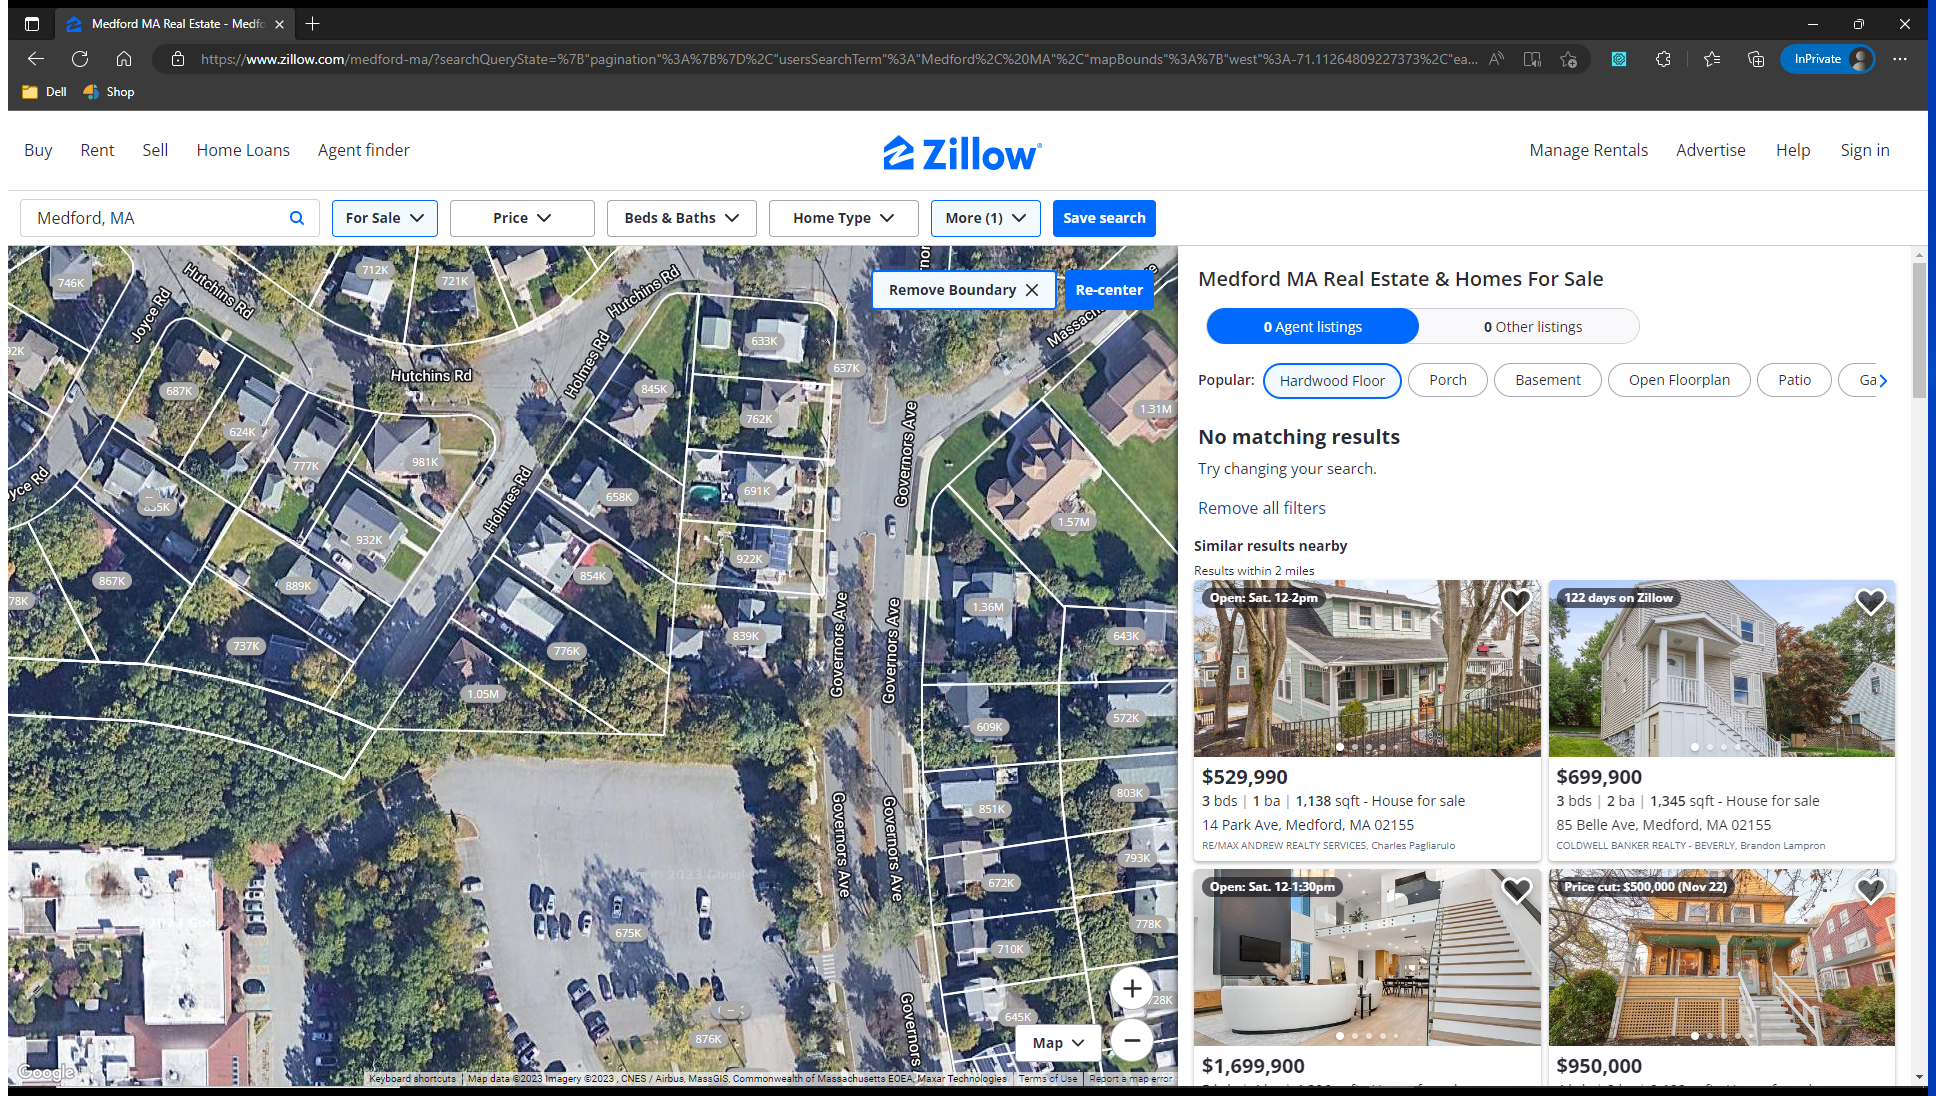 Medford MA Real Estate - Medfo
https://www.zillow.com/medford-ma/?searchQueryState=%7B"pagination"%3A%7B%7D%2C"usersSearchTerm"%3A"Medford%2C%20MA"%2C"mapBounds"%3A%7B"west"%3A-71.11264809227373%2C"ea...
InPrivate
Dell
Shop
Buy
Rent
Sell
Home Loans
Agent finder
Zillow
Manage Rentals
Advertise
Help
Sign in
Medford, MA
For Sale
Price
Beds & Baths
Home Type
More (1)
Save search
Remove Boundary
Re-center
746K
Hutchins Rd
712K
721K
Hutchins Rd
Joyce Rd
633K
637K
92K
Hutchins Rd
Holmes Rd
687K
845K
762K
1.31M
Governors Ave
624K
777K
981K
691K
658K
Holmes Rd
1.57M
932K
922K
867K
889K
854K
78K
1.36M
Governors Ave
Governors Ave
839K
643K
737K
776K
1.05M
609K
572K
803K
851K
Governors Ave
Governors Ave
793K
672K
675K
778K
710K
728K
645K
876K
Governors
Map
Google
Keyboard shortcuts
Map data ©2023 Imagery ©2023 , CNES / Airbus, MassGIS, Commonwealth of Massachusetts EOEA, Maxar Technologies
Terms of Use
Report a map error
Medford MA Real Estate & Homes For Sale
0 Agent listings
0 Other listings
Popular:
Hardwood Floor
Porch
Basement
Open Floorplan
Patio
Ga
No matching results
Try changing your search.
Remove all filters
Similar results nearby
Results within 2 miles
Open: Sat. 12-2pm
$529,990
3 bds | 1 ba | 1,138 sqft - House for sale
14 Park Ave, Medford, MA 02155
RE/MAX ANDREW REALTY SERVICES, Charles Pagliarulo
122 days on Zillow
$699,900
3 bds | 2 ba | 1,345 sqft - House for sale
85 Belle Ave, Medford, MA 02155
COLDWELL BANKER REALTY - BEVERLY, Brandon Lampron
Open: Sat. 12-1:30pm
$1,699,900
Price cut: $500,000 (Nov 22)
$950,000